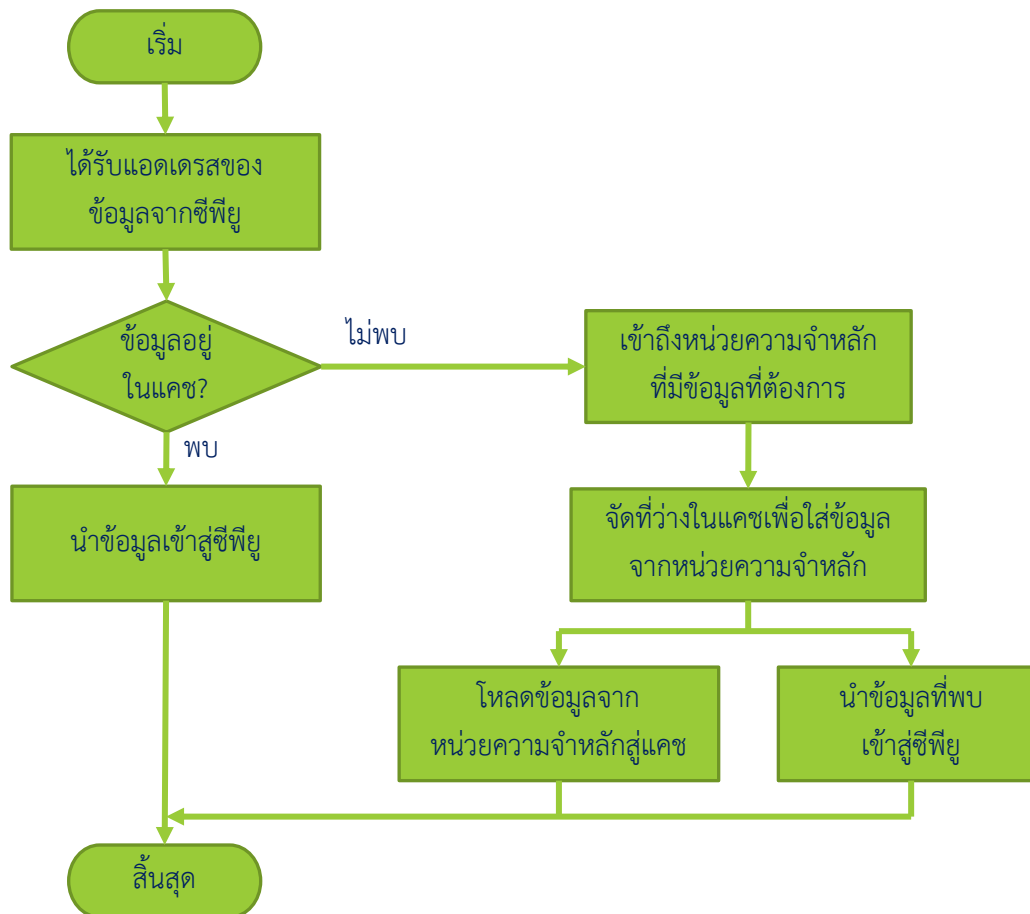 เริ่ม
ได้รับแอดเดรสของ
ข้อมูลจากซีพียู
ข้อมูลอยู่
ในแคช?
ไม่พบ
เข้าถึงหน่วยความจำหลัก
ที่มีข้อมูลที่ต้องการ
พบ
นำข้อมูลเข้าสู่ซีพียู
จัดที่ว่างในแคชเพื่อใส่ข้อมูล
จากหน่วยความจำหลัก
โหลดข้อมูลจาก
หน่วยความจำหลักสู่แคช
นำข้อมูลที่พบ
เข้าสู่ซีพียู
สิ้นสุด